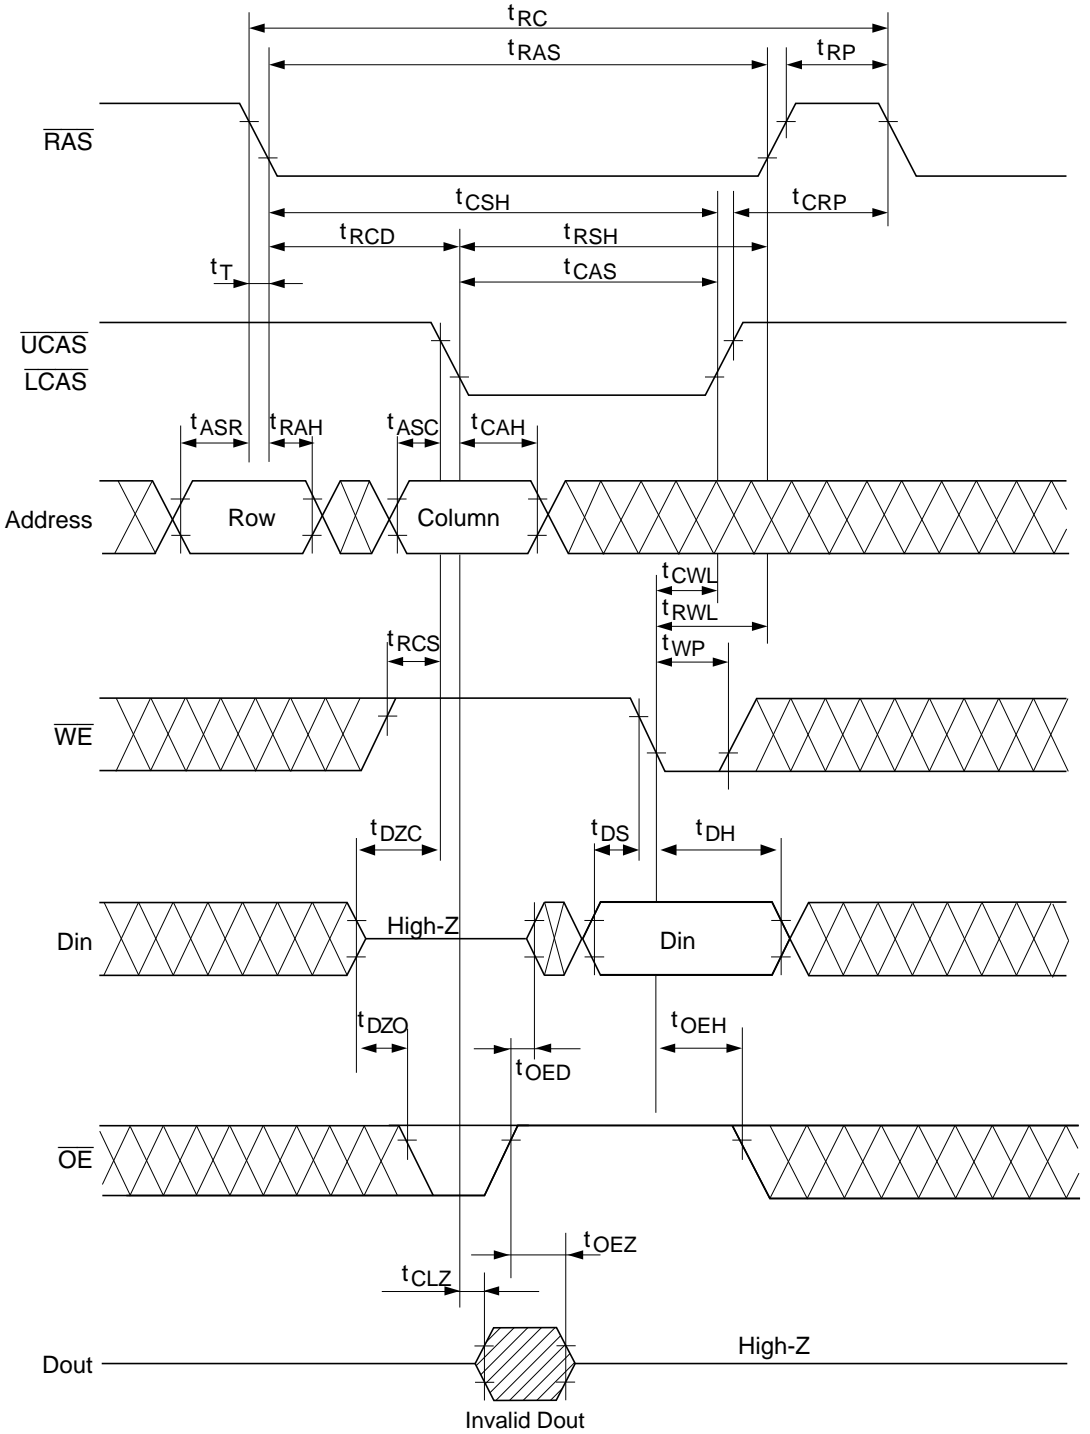 tRC
tRAS
tRP
RAS
tCSH
tCRP
tRCD
tRSH
tT
tCAS
UCAS
LCAS
tASR
tRAH
tASC
tCAH
Address
Row
Column
tCWL
tRWL
tRCS
tWP
WE
tDZC
tDS
tDH
Din
High-Z
Din
tDZO
tOED
tOEH
OE
tOEZ
tCLZ
Dout
High-Z
Invalid Dout